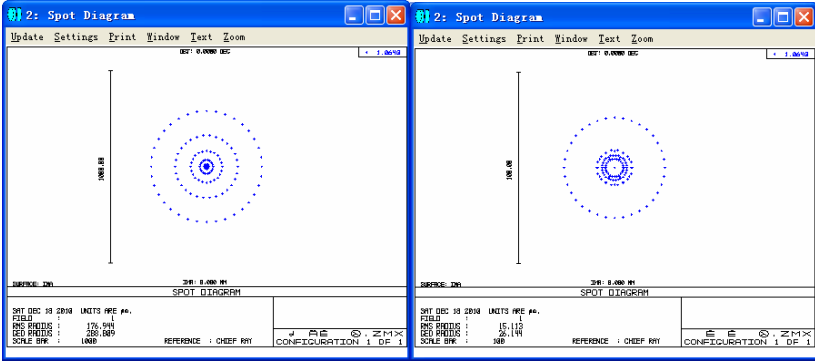 2: Spot Diagram
Update Settings Print Window Text Zoom
OBJ: 0.0000 DEG
+ 1.0640
1000.00
IMA: 0.000 MM
SURFACE: IMA
SPOT DIAGRAM
SAT DEC 18 2010 UNITS ARE µm.
FIELD : 1
RMS RADIUS : 176.944
GEO RADIUS : 288.009
SCALE BAR : 1000 REFERENCE : CHIEF RAY
.ZMX
CONFIGURATION 1 OF 1
2: Spot Diagram
Update Settings Print Window Text Zoom
OBJ: 0.0000 DEG
+ 1.0640
100.00
IMA: 0.000 MM
SURFACE: IMA
SPOT DIAGRAM
SAT DEC 18 2010 UNITS ARE µm.
FIELD : 1
RMS RADIUS : 15.113
GEO RADIUS : 26.144
SCALE BAR : 100 REFERENCE : CHIEF RAY
.ZMX
CONFIGURATION 1 OF 1